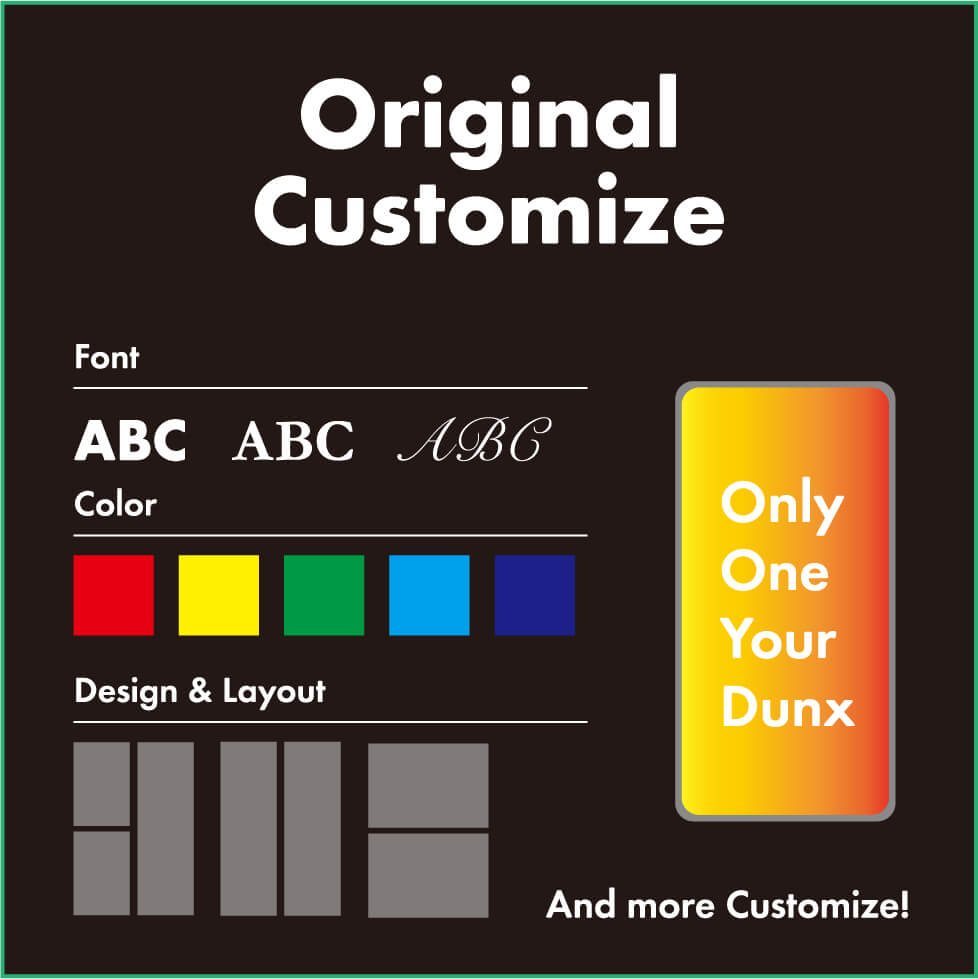 Original
Customize
Font
ABC ABC ABC
Color
Design & Layout
Only
One
Your
Dunx
And more Customize!